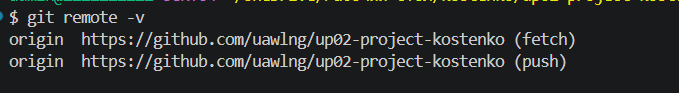 $ git remote -v
origin  https://github.com/uawlng/up02-project-kostenko (fetch)
origin  https://github.com/uawlng/up02-project-kostenko (push)